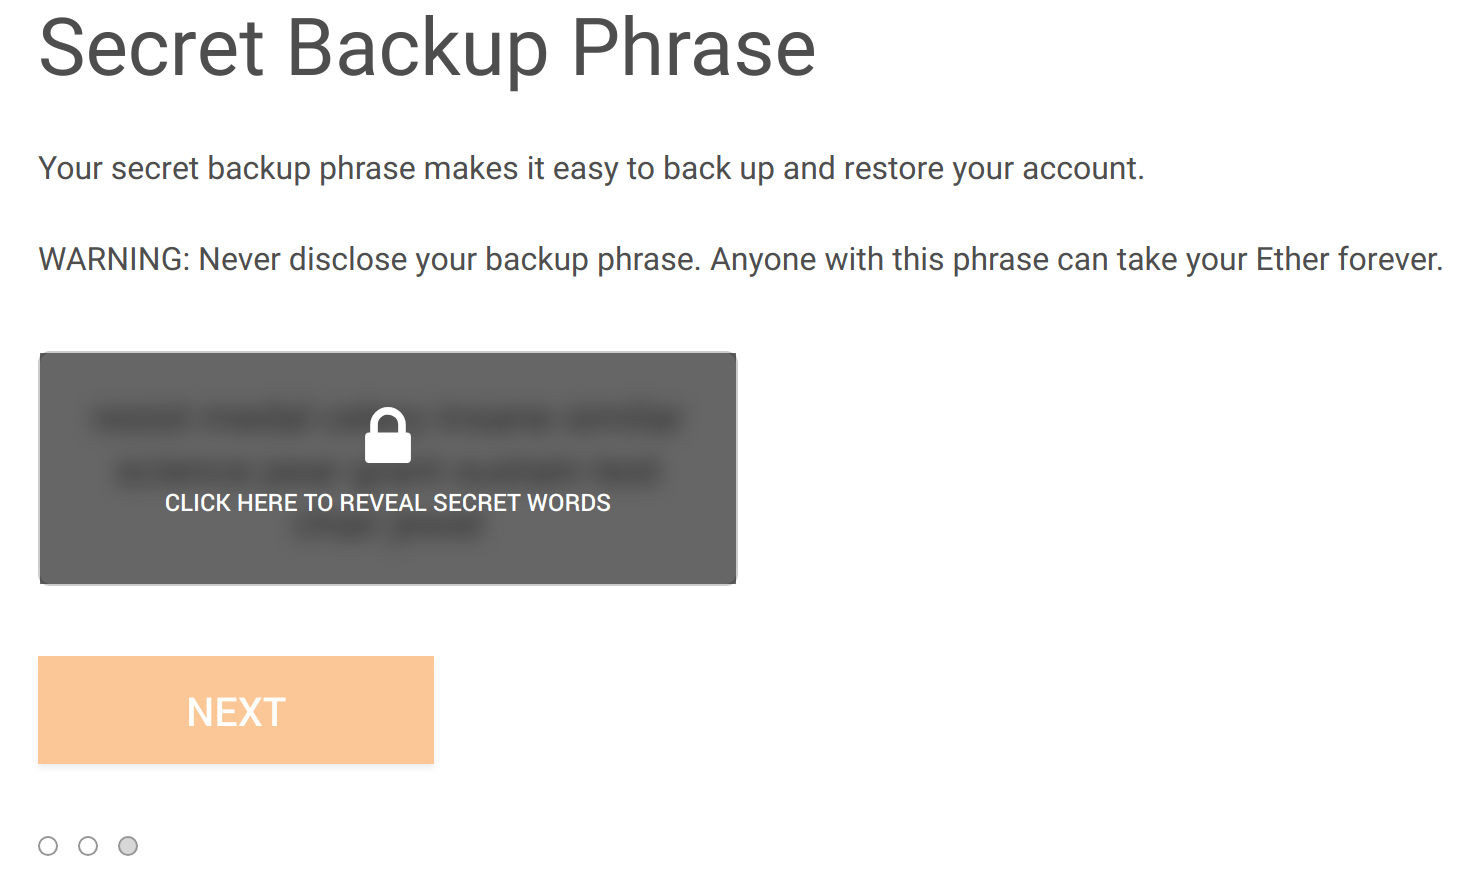 Secret Backup Phrase
Your secret backup phrase makes it easy to back up and restore your account.
WARNING: Never disclose your backup phrase. Anyone with this phrase can take your Ether forever.
CLICK HERE TO REVEAL SECRET WORDS
NEXT